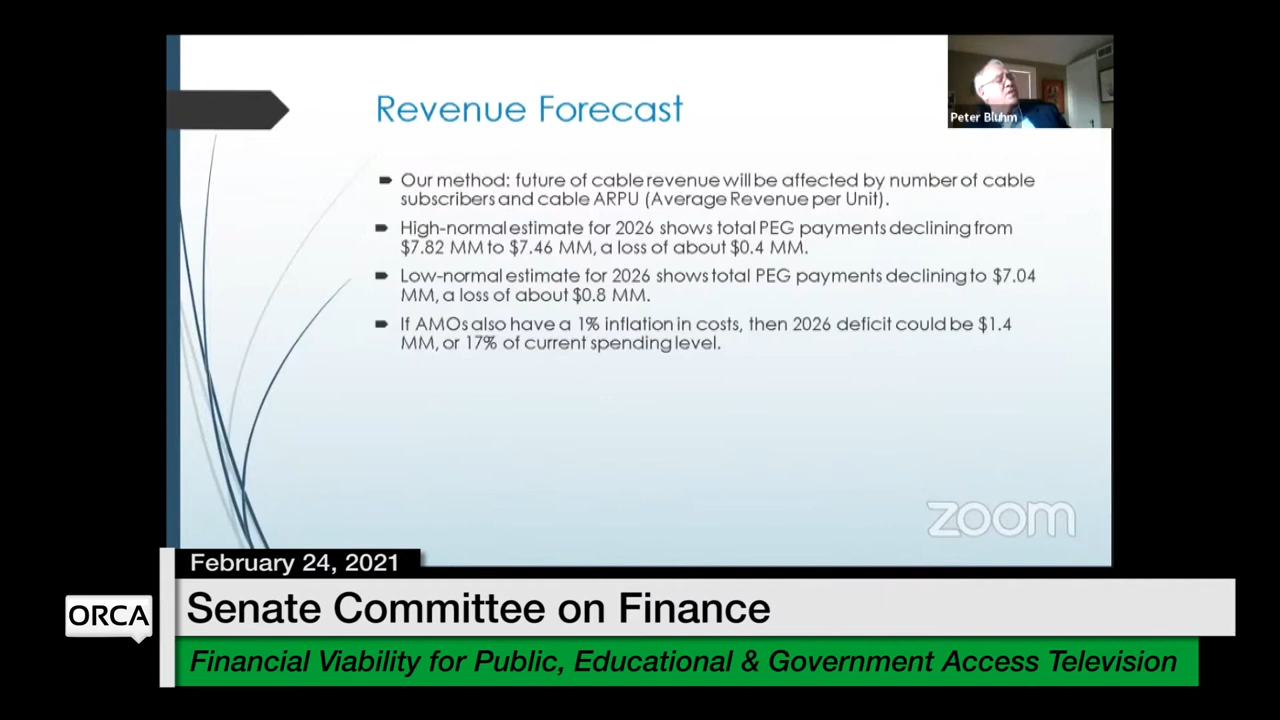 Revenue Forecast
Peter Bluhm
Our method: future of cable revenue will be affected by number of cable
subscribers and cable ARPU (Average Revenue per Unit).
High-normal estimate for 2026 shows total PEG payments declining from
$7.82 MM to $7.46 MM, a loss of about $0.4 MM.
Low-normal estimate for 2026 shows total PEG payments declining to $7.04
MM, a loss of about $0.8 MM.
If AMOs also have a 1% inflation in costs, then 2026 deficit could be $1.4
MM, or 17% of current spending level.
zoom
February 24, 2021
ORCA
Senate Committee on Finance
Financial Viability for Public, Educational & Government Access Television